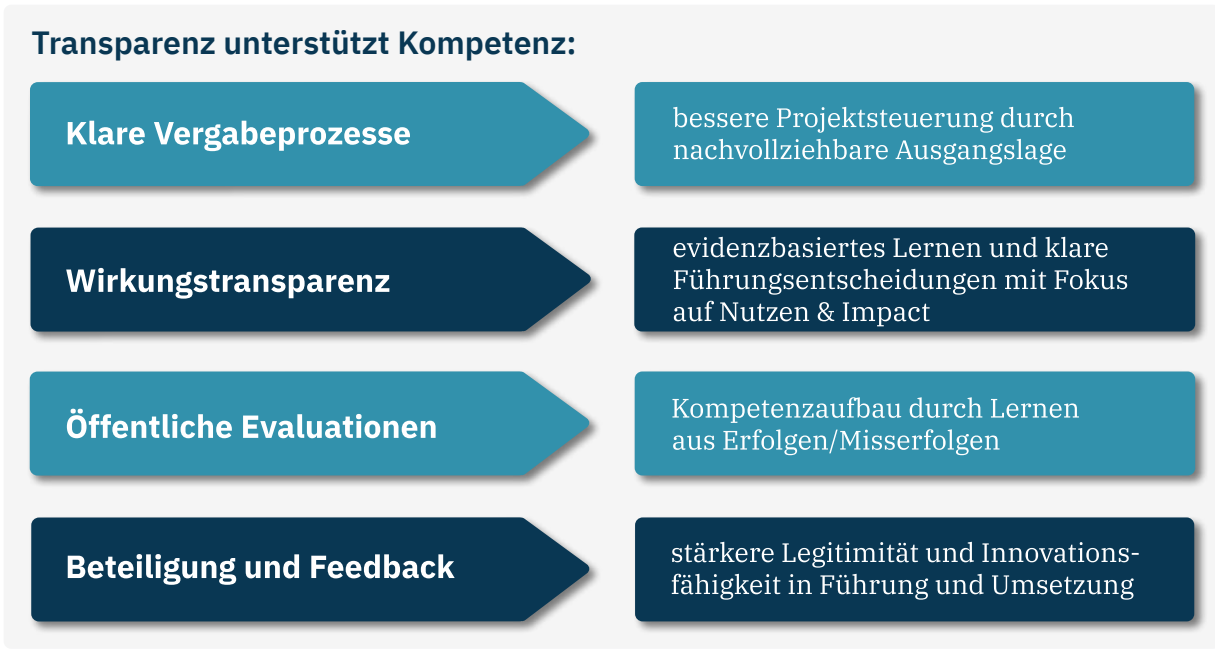 Transparenz unterstützt Kompetenz:
Klare Vergabeprozesse
bessere Projektsteuerung durch
nachvollziehbare Ausgangslage
Wirkungstransparenz
evidenzbasiertes Lernen und klare
Führungsentscheidungen mit Fokus
auf Nutzen & Impact
Öffentliche Evaluationen
Kompetenzaufbau durch Lernen
aus Erfolgen/Misserfolgen
Beteiligung und Feedback
stärkere Legitimität und Innovations-
fähigkeit in Führung und Umsetzung